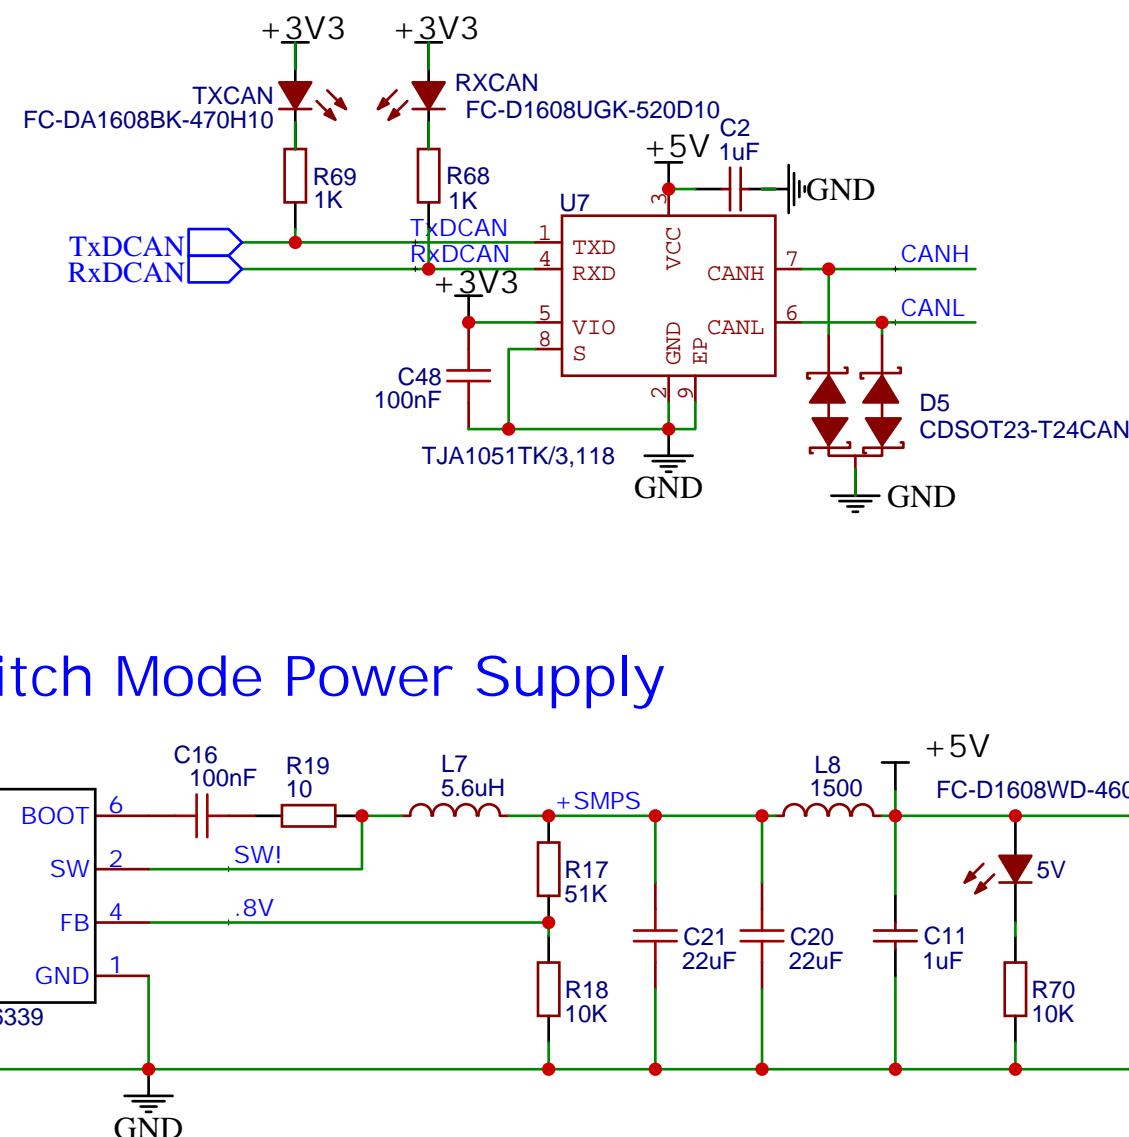 +3V3
+3V3
TXCAN
FC-DA1608BK-470H10
RXCAN
FC-D1608UGK-520D10
R69
1K
R68
1K
+5V
C2
1uF
GND
U7
TxDCAN
RxDCAN
TxDCAN
RxDCAN
1
4
TXD
RXD
3
VCC
CANH
7
CANH
+3V3
5
8
VIO
S
GND
EP
CANL
6
CANL
C48
100nF
2
9
TJA1051TK/3,118
GND
D5
CDSOT23-T24CAN
GND
itch Mode Power Supply
C16
100nF
R19
10
L7
5.6uH
+SMPS
L8
1500
+5V
FC-D1608WD-460
BOOT
6
SW
2
SW!
FB
4
.8V
GND
1
6339
R17
51K
R18
10K
C21
22uF
C20
22uF
C11
1uF
5V
R70
10K
GND